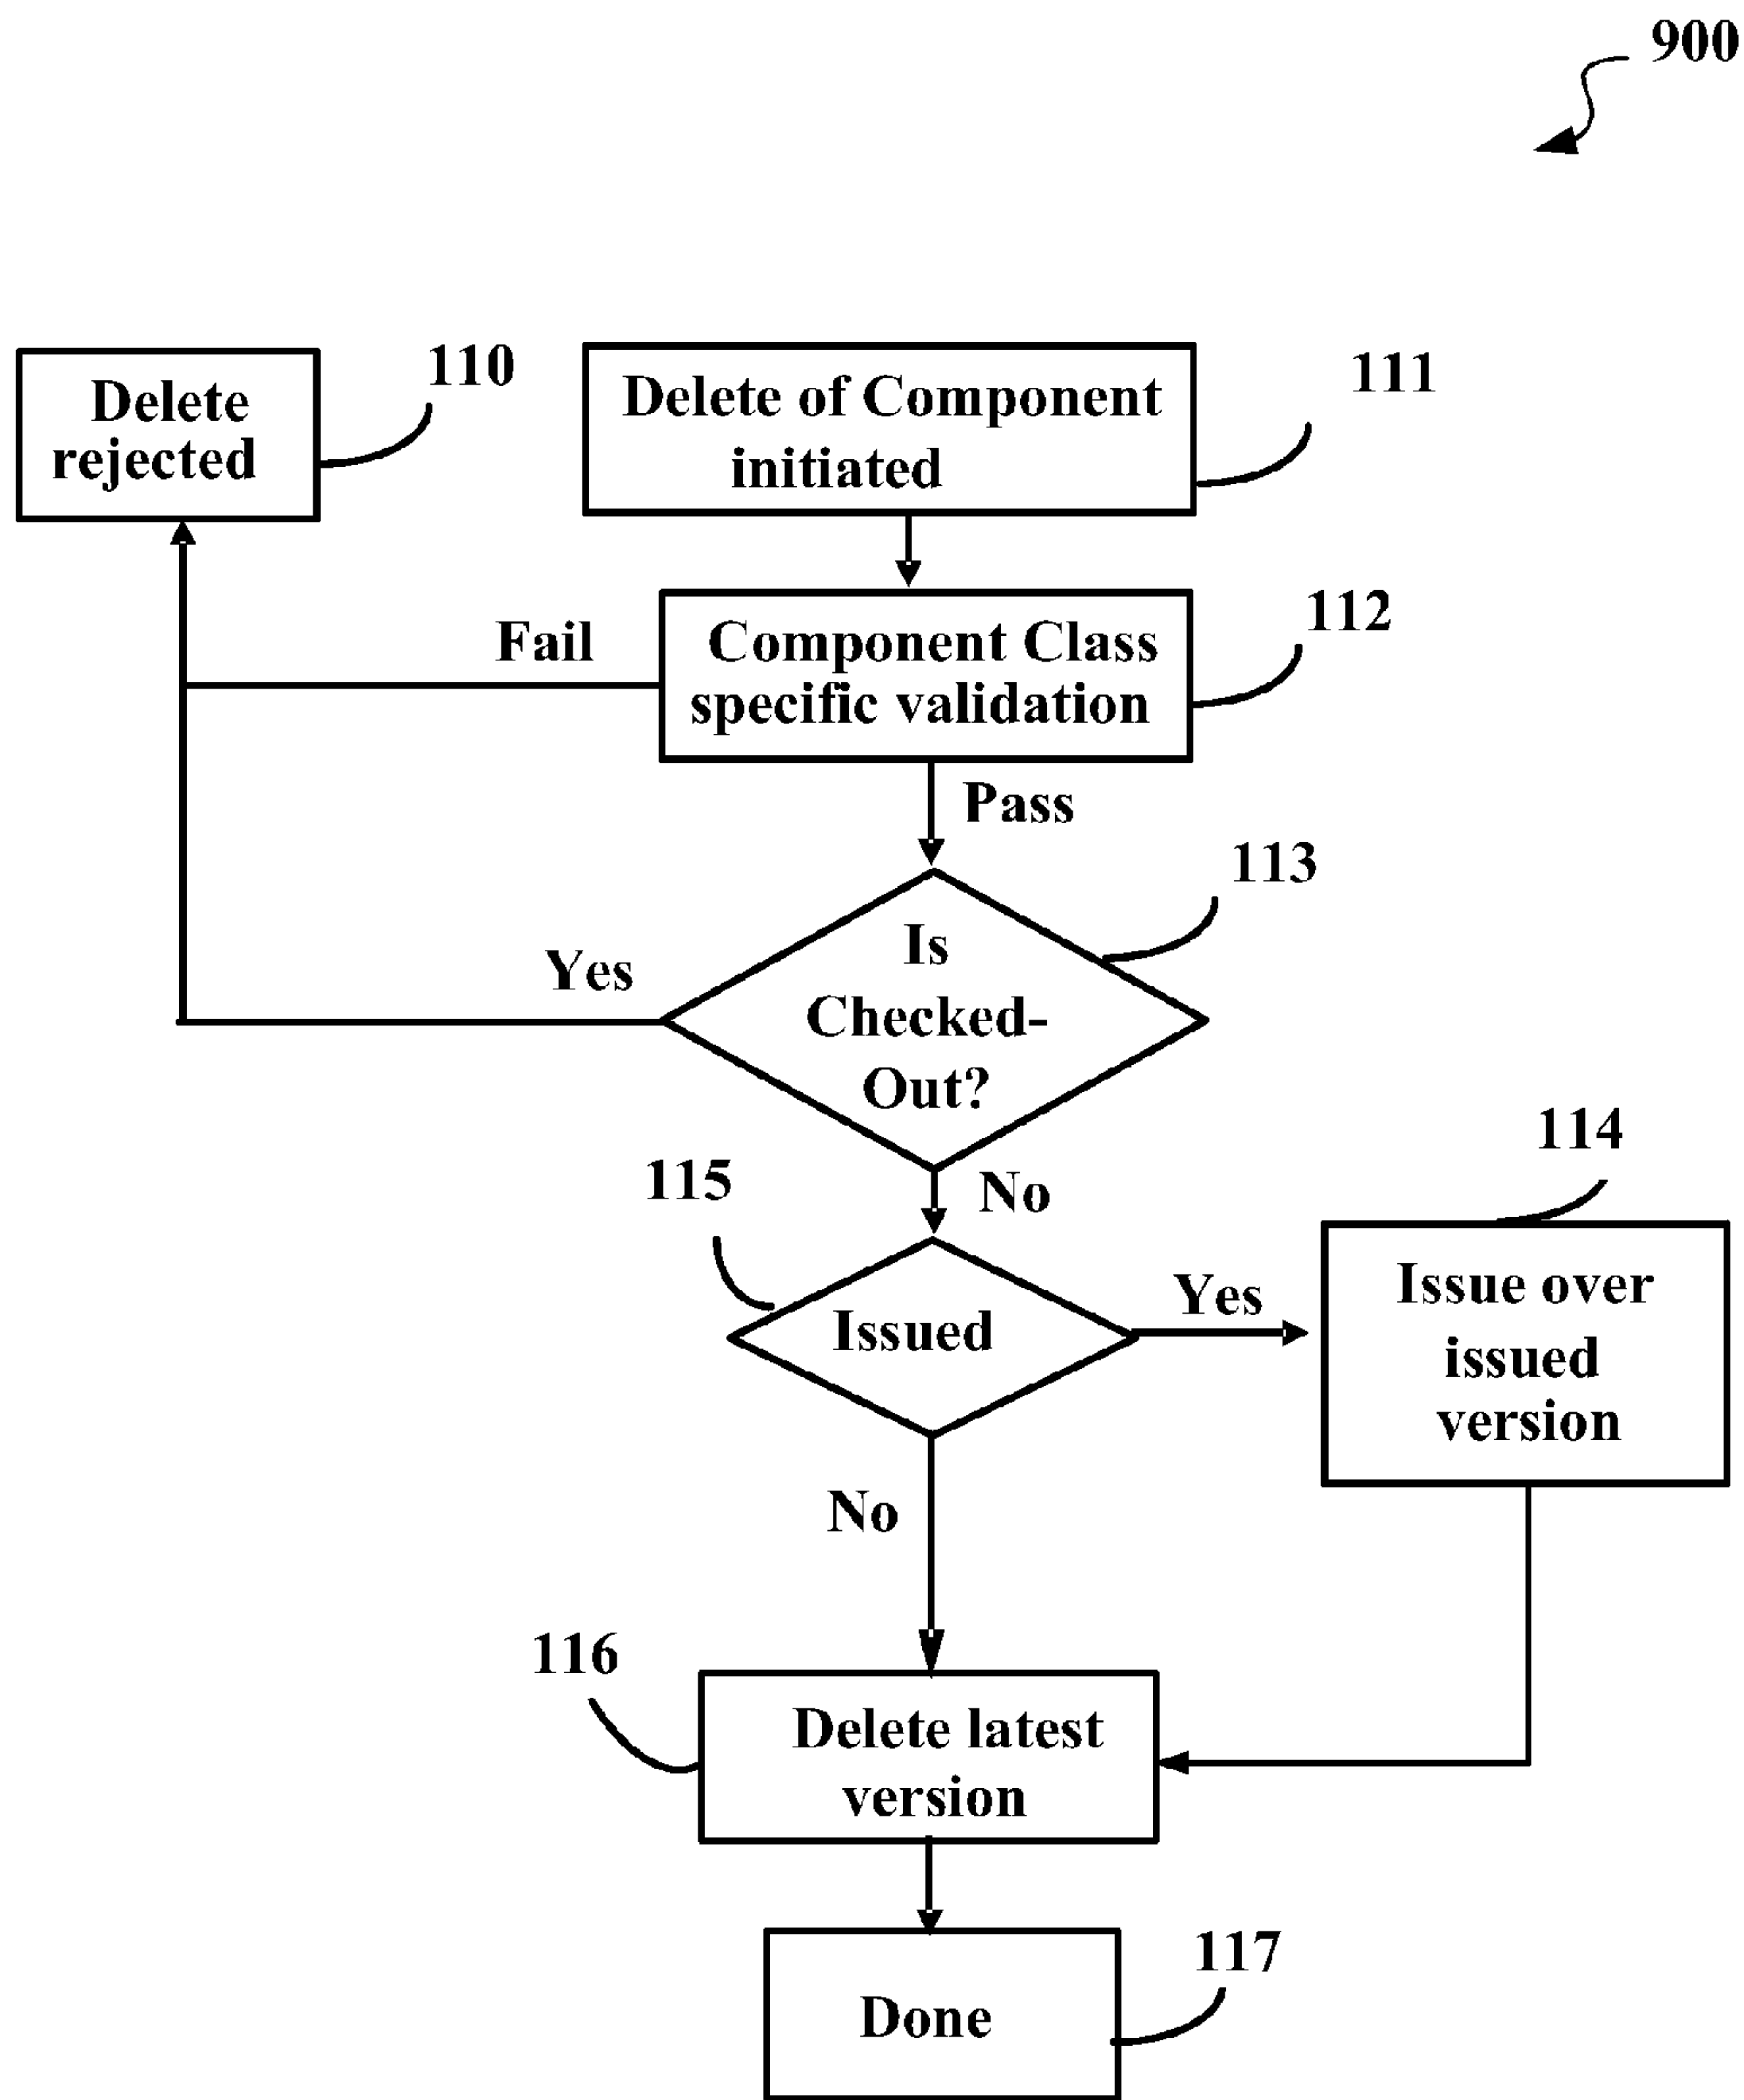 900
Delete
rejected
110
Delete of Component
initiated
111
Fail
Component Class
specific validation
112
Pass
113
Yes
Is
Checked-
Out?
No
115
114
Issued
Yes
Issue over
issued
version
No
116
Delete latest
version
117
Done